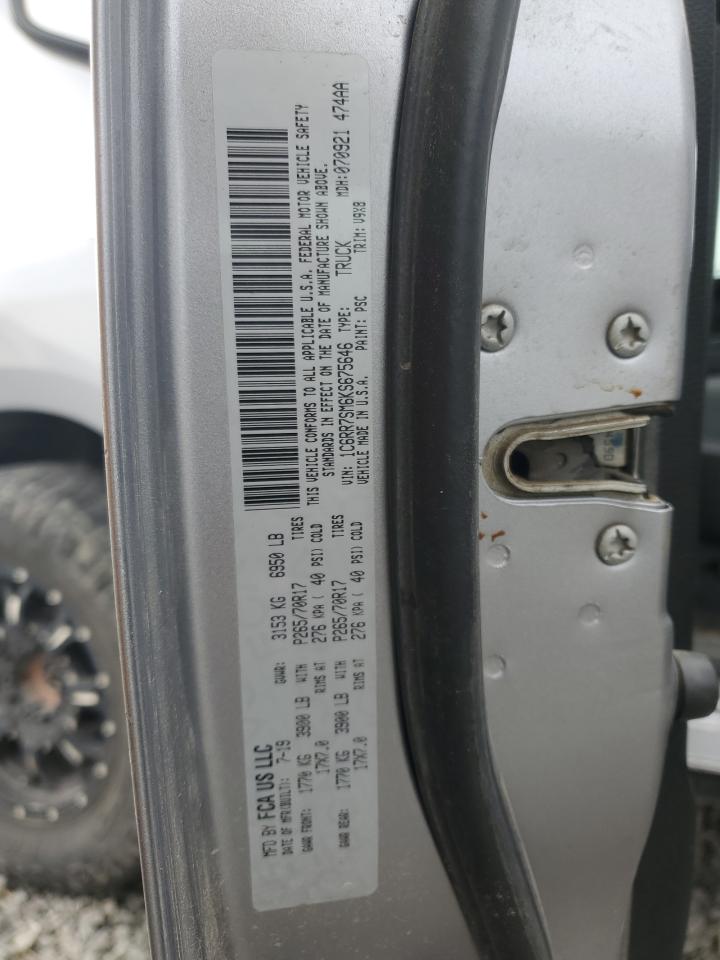 MFD BY FCA US LLC
DATE OF MFR(BUILT): 7-19 GVWR: 3153 KG 6950 LB
GAWR FRONT: 1770 KG 3900 LB WITH P265/70R17 TIRES
17X7.0 RIMS AT 276 KPA ( 40 PSI) COLD
GAWR REAR: 1770 KG 3900 LB WITH P265/70R17 TIRES
17X7.0 RIMS AT 276 KPA ( 40 PSI) COLD
THIS VEHICLE CONFORMS TO ALL APPLICABLE U.S.A. FEDERAL MOTOR VEHICLE SAFETY
STANDARDS IN EFFECT ON THE DATE OF MANUFACTURE SHOWN ABOVE.
VIN: 1C6RR7SM6KS675646 TYPE: TRUCK MDH:070921 474AA
VEHICLE MADE IN U.S.A. PAINT: PSC TRIM: V9X8